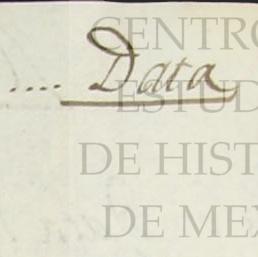 .... Data
CENTRO
ESTUD
DE HIST
DE MEX